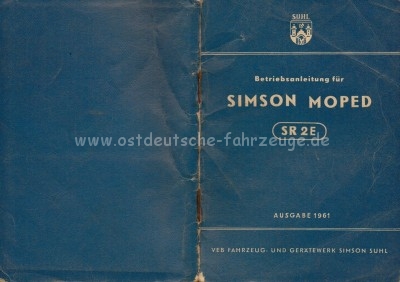 SUHL
Betriebsanleitung für
SIMSON MOPED
SR 2E
www.ostdeutsche-fahrzeuge.de
AUSGABE 1961
VEB FAHRZEUG- UND GERÄTEWERK SIMSON SUHL